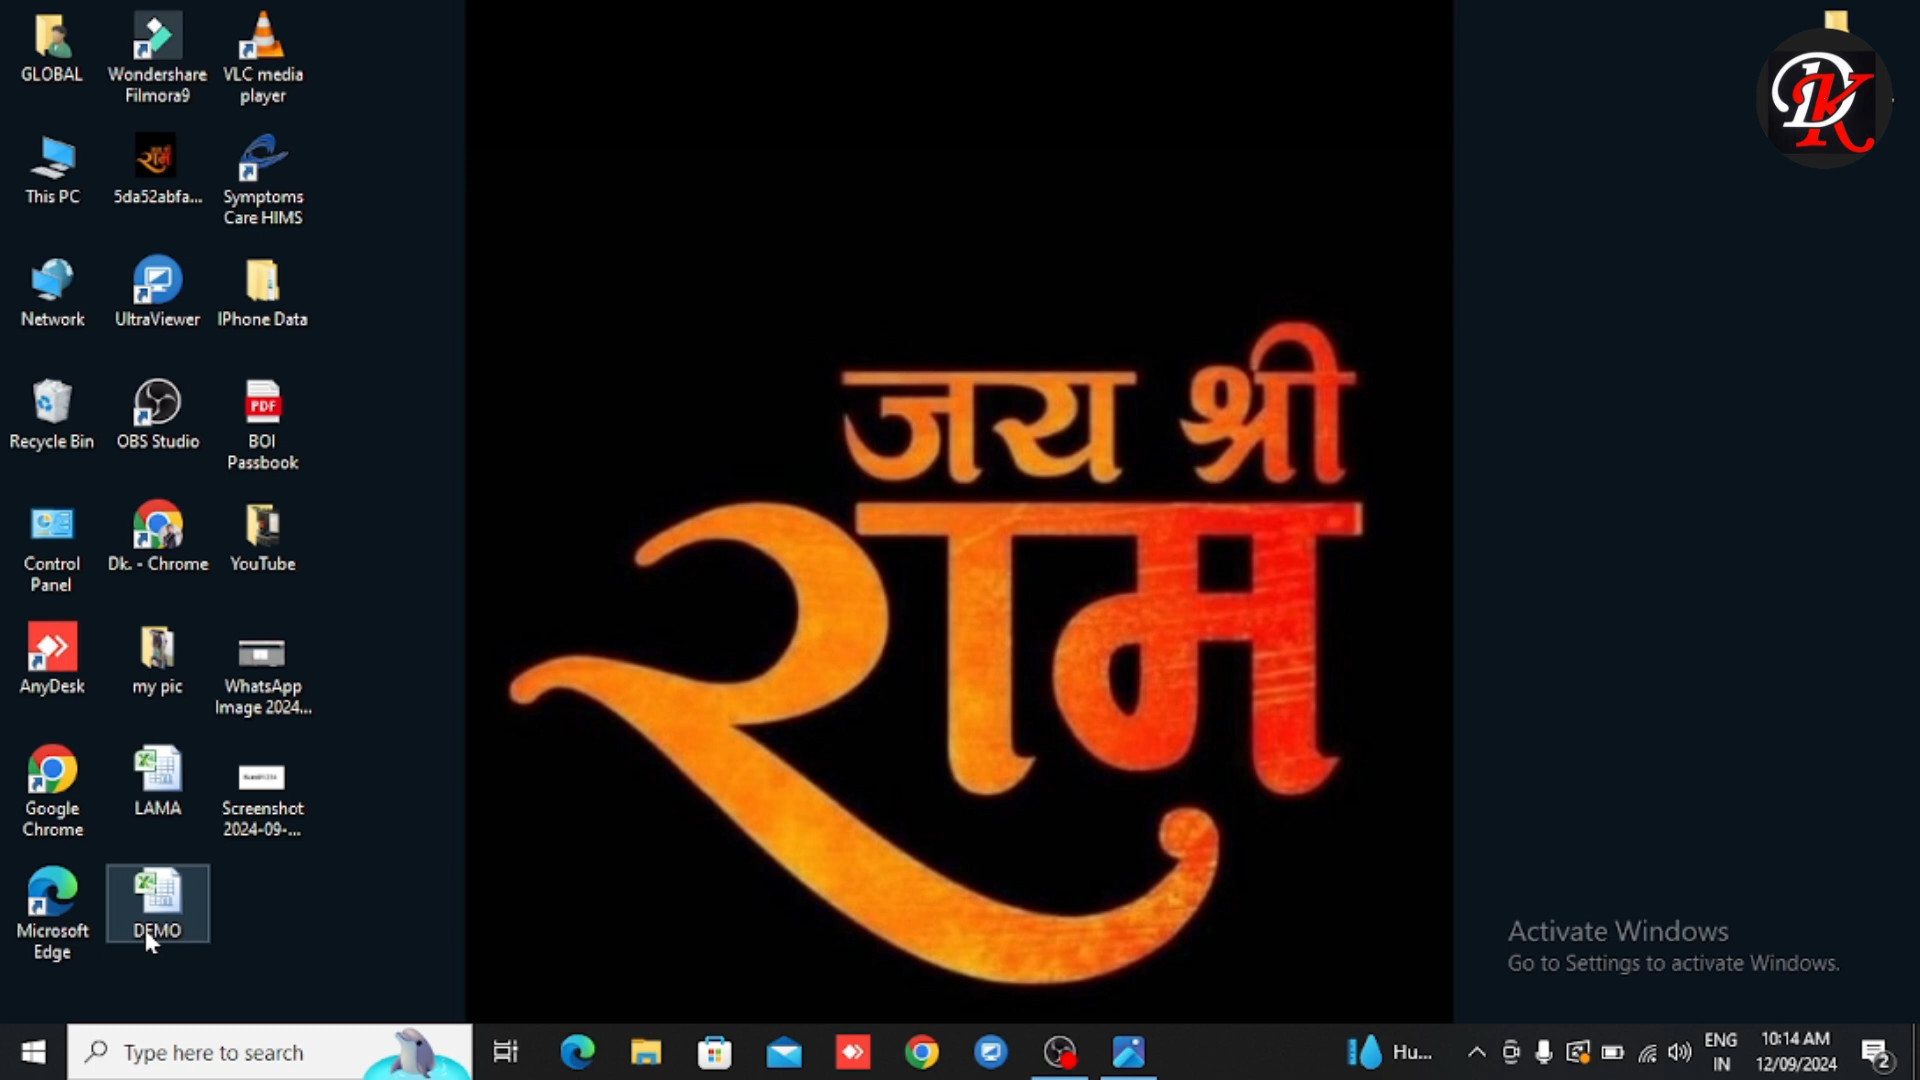 GLOBAL
Wondershare
Filmora9
VLC media
player
This PC
राम
5da52abfa...
Symptoms
Care HIMS
Network
UltraViewer
IPhone Data
Recycle Bin
OBS Studio
PDF
BOI
Passbook
Control
Panel
Dk. - Chrome
YouTube
AnyDesk
my pic
WhatsApp
Image 2024...
Google
Chrome
LAMA
Screenshot
2024-09-...
Microsoft
Edge
DEMO
DK
जय श्री
राम
Activate Windows
Go to Settings to activate Windows.
Type here to search
Hu...
ENG
IN
10:14 AM
12/09/2024
2